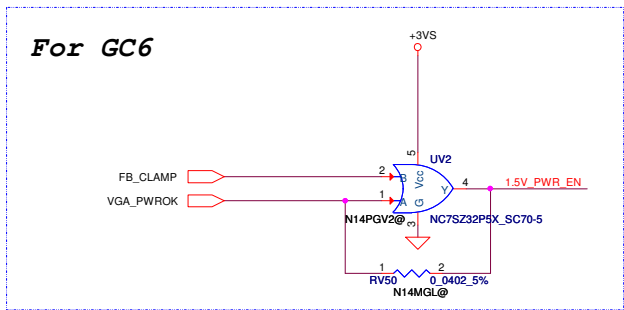 For GC6
+3VS
5
UV2
FB_CLAMP
2
B
Vcc
Y
4
1.5V_PWR_EN
VGA_PWROK
1
A
G
N14PGV2@
3
NC7SZ32P5X_SC70-5
1
2
RV50
0_0402_5%
N14MGL@